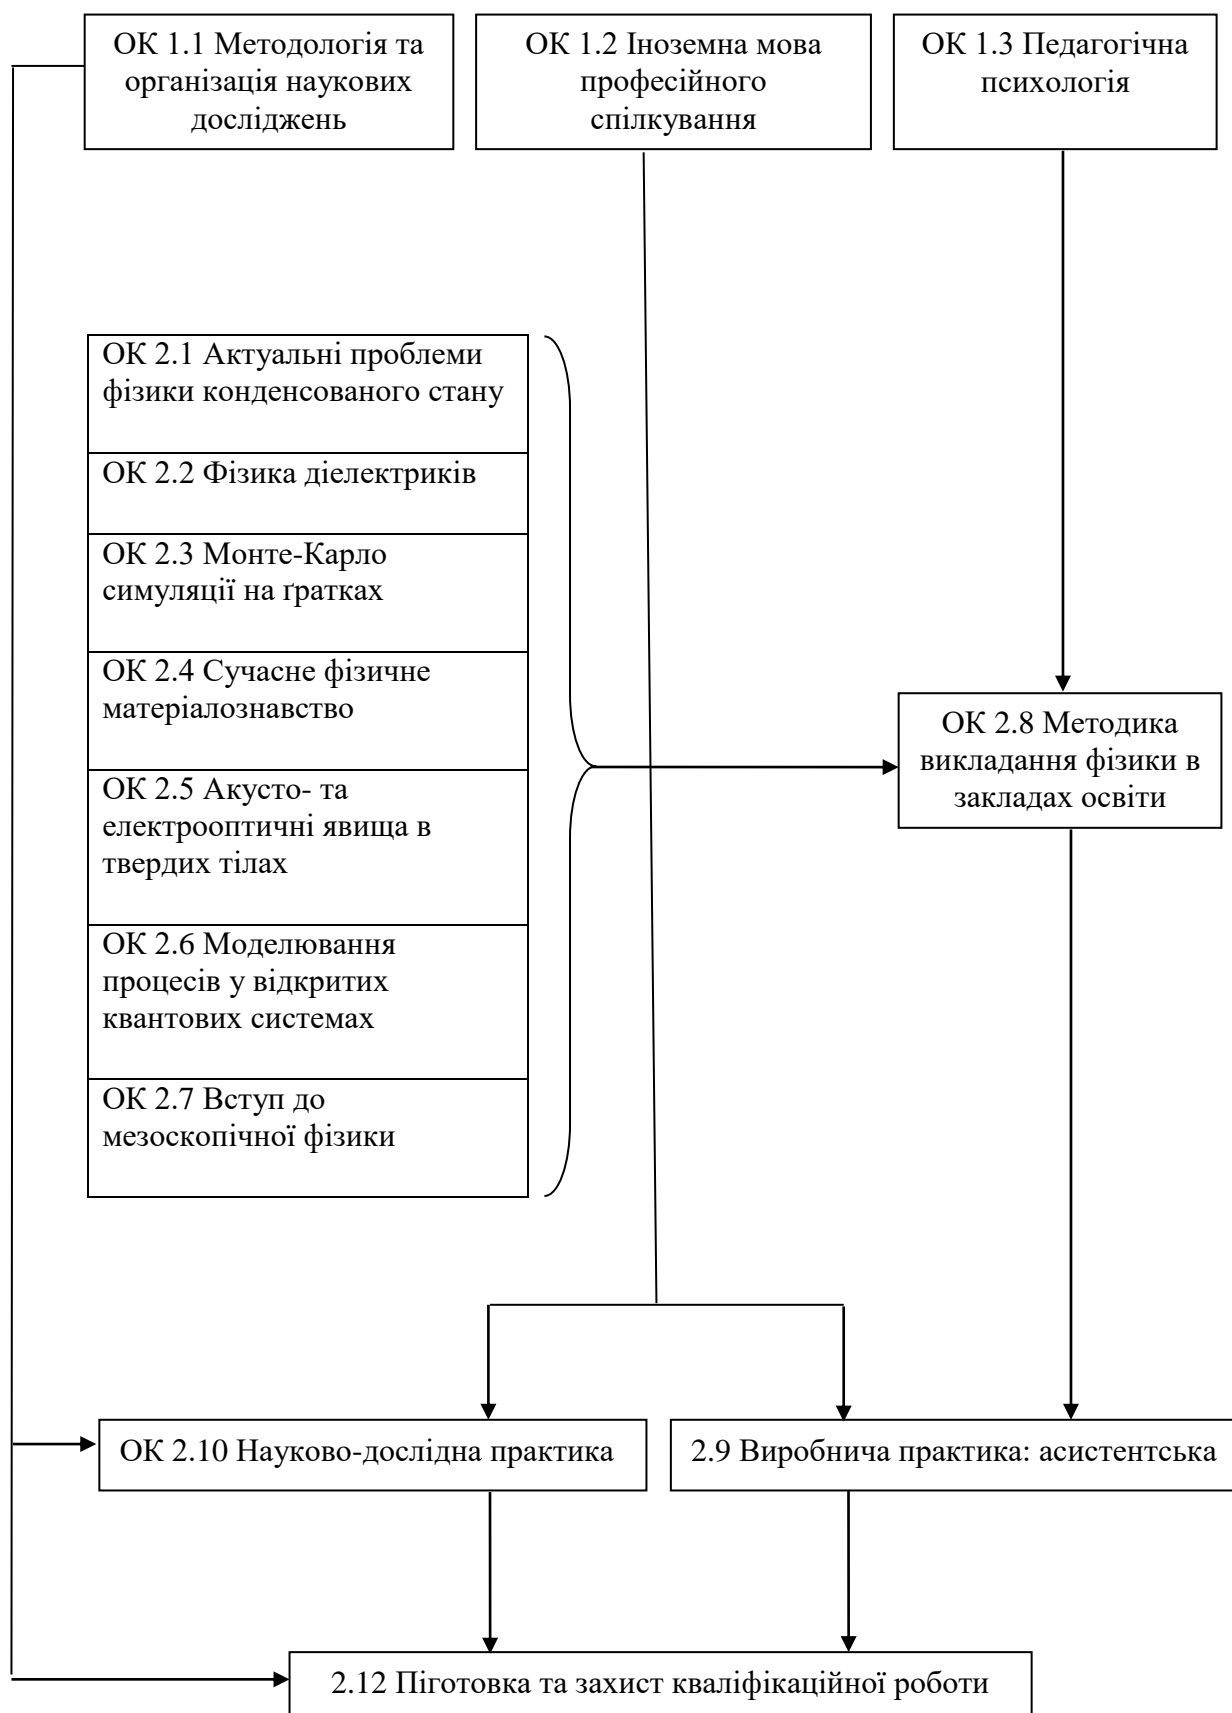 ОК 1.1 Методологія та
організація наукових
досліджень
ОК 1.2 Іноземна мова
професійного
спілкування
ОК 1.3 Педагогічна
психологія
ОК 2.1 Актуальні проблеми
фізики конденсованого стану
ОК 2.2 Фізика діелектриків
ОК 2.3 Монте-Карло
симуляції на ґратках
ОК 2.4 Сучасне фізичне
матеріалознавство
ОК 2.5 Акусто- та
електрооптичні явища в
твердих тілах
ОК 2.6 Моделювання
процесів у відкритих
квантових системах
ОК 2.7 Вступ до
мезоскопічної фізики
ОК 2.8 Методика
викладання фізики в
закладах освіти
ОК 2.10 Науково-дослідна практика
2.9 Виробнича практика: асистентська
2.12 Піготовка та захист кваліфікаційної роботи